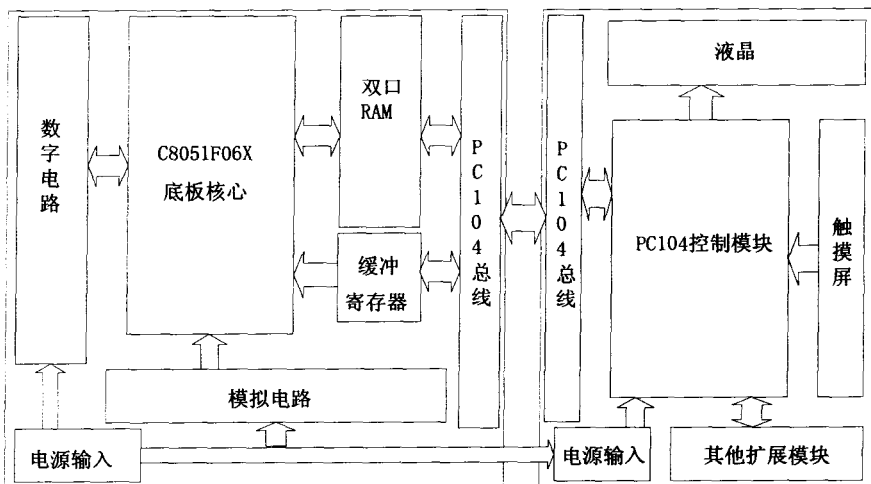 数字电路
C8051F06X
底板核心
双口
RAM
缓冲
寄存器
PC104总线
模拟电路
电源输入
PC104总线
液晶
PC104控制模块
触摸屏
电源输入
其他扩展模块